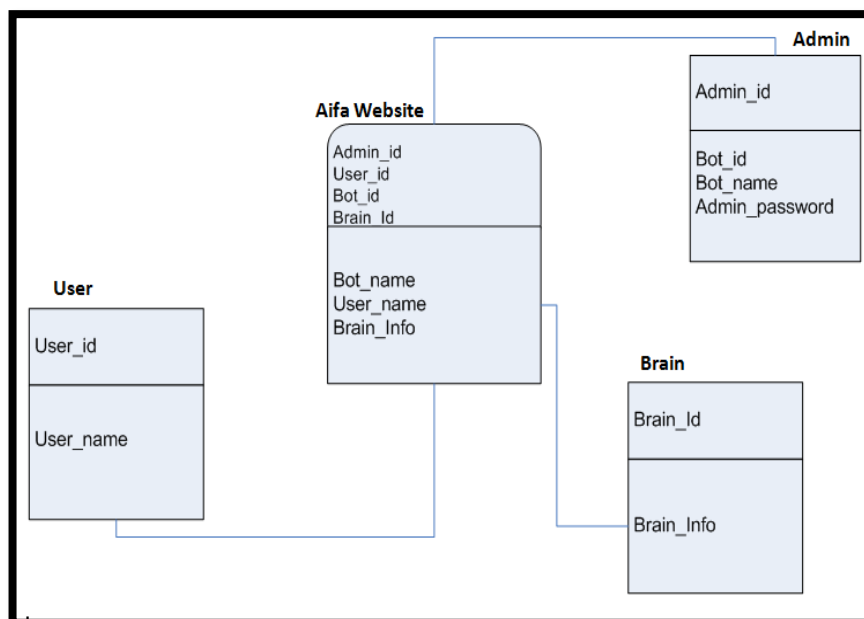 Admin
Admin_id
Bot_id
Bot_name
Admin_password
Aifa Website
Admin_id
User_id
Bot_id
Brain_Id
Bot_name
User_name
Brain_Info
User
User_id
User_name
Brain
Brain_Id
Brain_Info